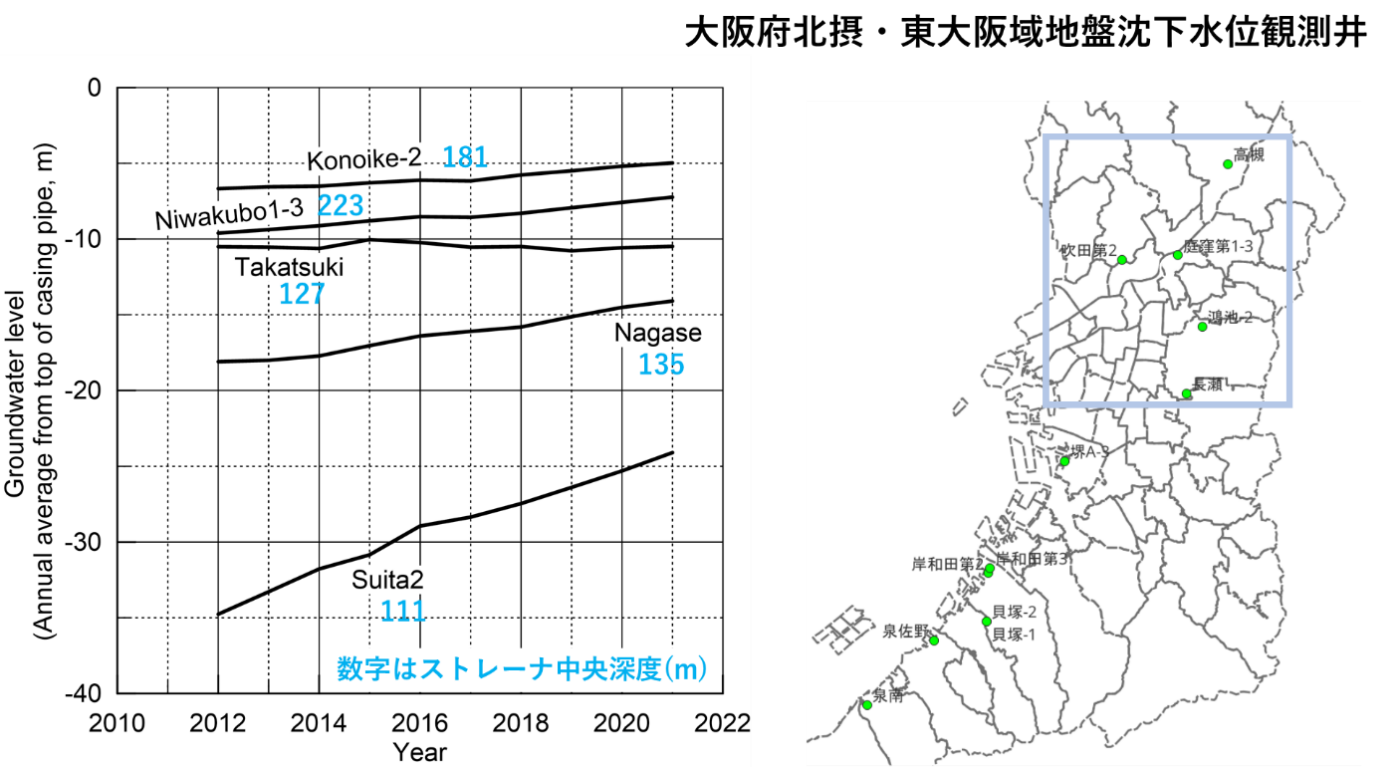 大阪府北摂・東大阪域地盤沈下水位観測井
Groundwater level
(Annual average from top of casing pipe, m)
0
-10
-20
-30
-40
2010
2012
2014
2016
2018
2020
2022
Year
Konoike-2 181
Niwakubo1-3 223
Takatsuki
127
Nagase
135
Suita2
111
数字はストレーナ中央深度(m)
高槻
吹田第2
庭窪第1-3
鴻池-2
長瀬
堺A-3
岸和田第2
岸和田第3
貝塚-2
貝塚-1
泉佐野
泉南